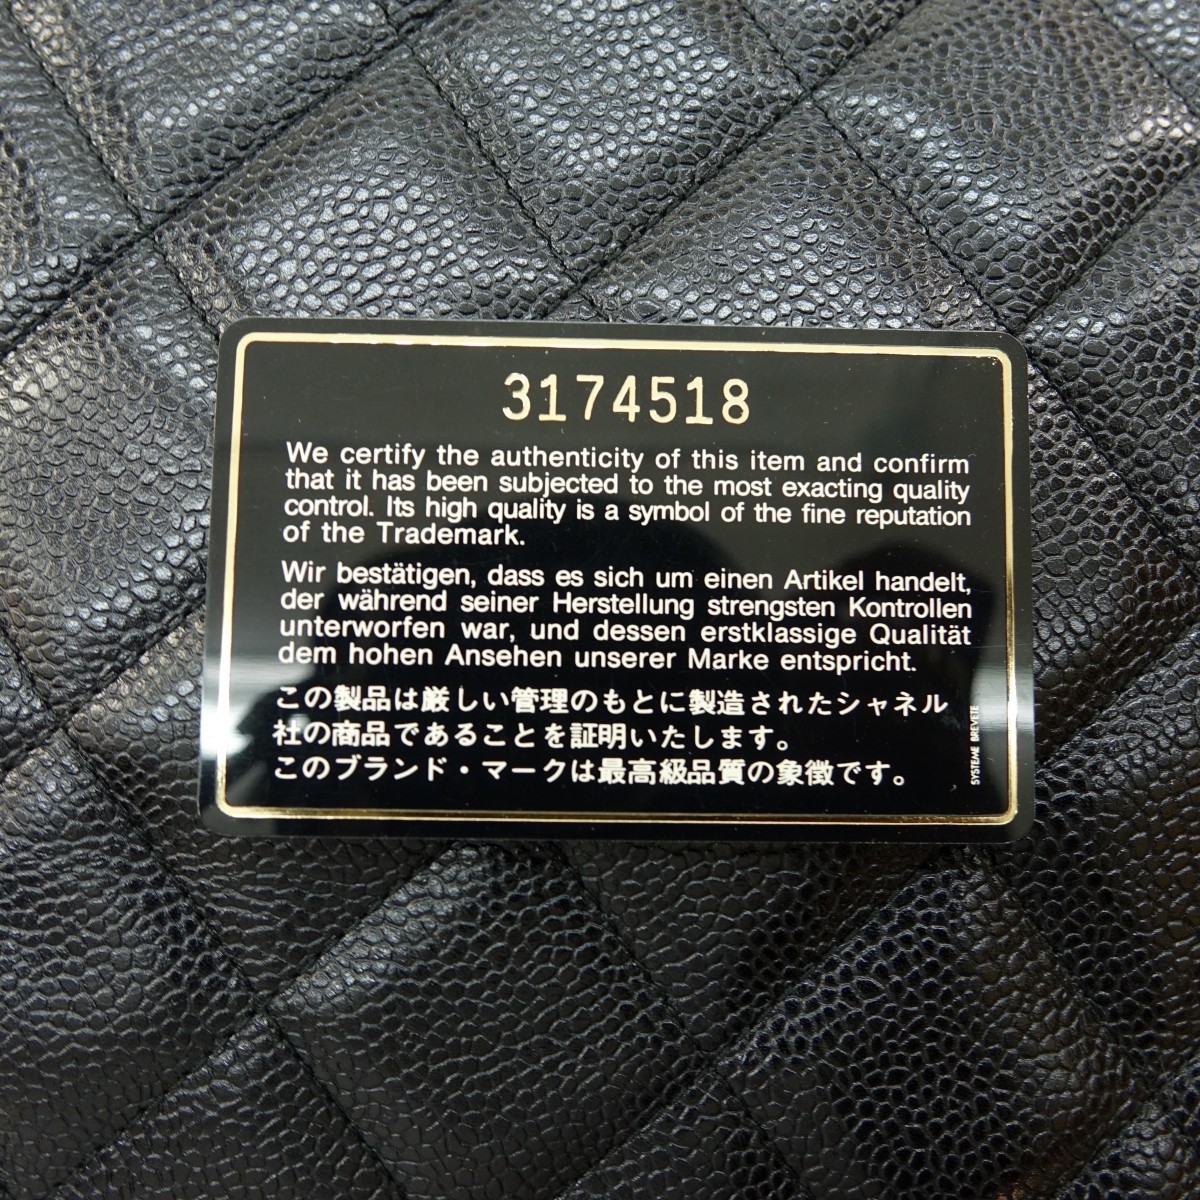 3174518
We certify the authenticity of this item and confirm
that it has been subjected to the most exacting quality
control. Its high quality is a symbol of the fine reputation
of the Trademark.
Wir bestätigen, dass es sich um einen Artikel handelt,
der während seiner Herstellung strengsten Kontrollen
unterworfen war, und dessen erstklassige Qualität
dem hohen Ansehen unserer Marke entspricht.
この製品は厳しい管理のもとに製造されたシャネル
社の商品であることを証明いたします。
このブランド・マークは最高級品質の象徴です。
SYSTEME BREVETE